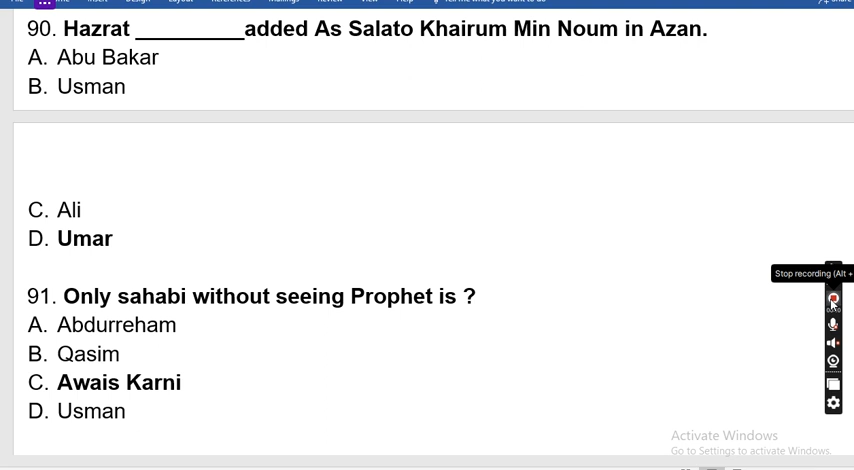 90. Hazrat __________added As Salato Khairum Min Noum in Azan.
A. Abu Bakar
B. Usman
C. Ali
D. Umar
Stop recording (Alt +
91. Only sahabi without seeing Prophet is ?
A. Abdurreham
B. Qasim
C. Awais Karni
D. Usman
Activate Windows
Go to Settings to activate Windows.